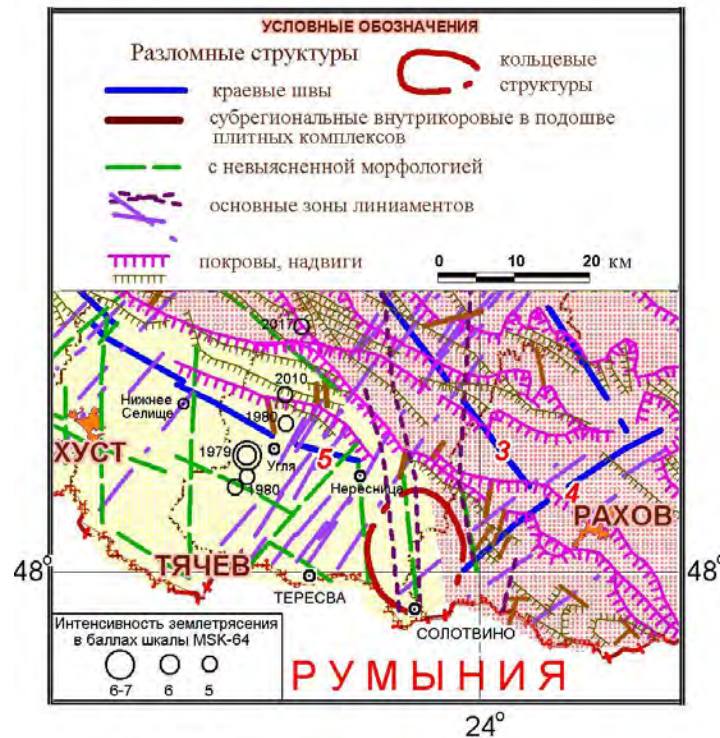 УСЛОВНЫЕ ОБОЗНАЧЕНИЯ
Разломные структуры
кольцевые
структуры
краевые швы
субрегиональные внутрикоровые в подошве
плитных комплексов
с невыясненной морфологией
основные зоны линиаментов
покровы, надвиги
0 10 20 км
2017
2010
Нижнее
Селище
1980
ХУСТ
1979
Угля
5
3
Нересница
1980
4
РАХОВ
48°
ТЯЧЕВ
48°
ТЕРЕСВА
СОЛОТВИНО
Интенсивность землетрясения
в баллах шкалы MSK-64
6-7 6 5
РУМЫНИЯ
24°